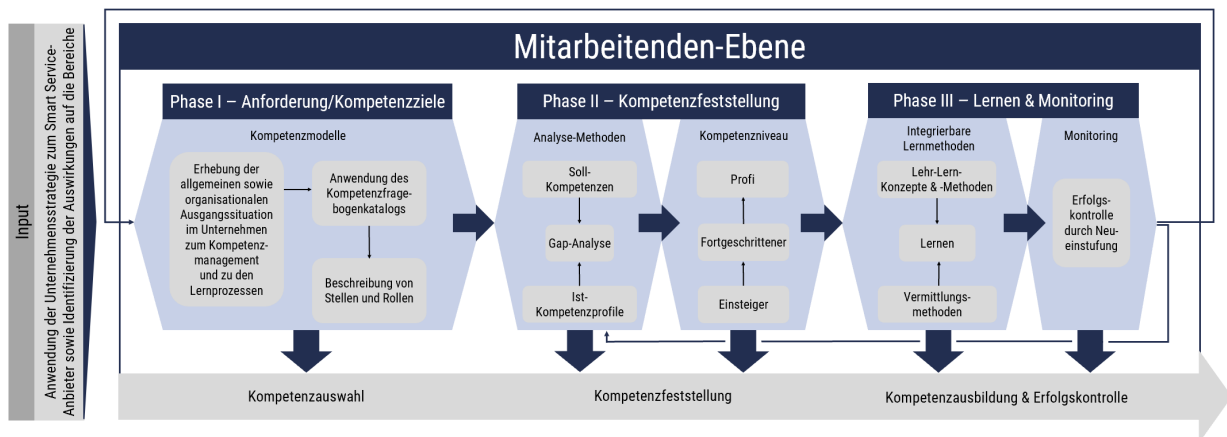 Input
Anwendung der Unternehmensstrategie zum Smart Service-
Anbieter sowie Identifizierung der Auswirkungen auf die Bereiche
Mitarbeitenden-Ebene
Phase I – Anforderung/Kompetenzziele
Kompetenzmodelle
Erhebung der
allgemeinen sowie
organisationalen
Ausgangssituation
im Unternehmen
zum Kompetenz-
management
und zu den
Lernprozessen
Anwendung des
Kompetenzfrage-
bogenkatalogs
Beschreibung von
Stellen und Rollen
Phase II – Kompetenzfeststellung
Analyse-Methoden
Soll-
Kompetenzen
Gap-Analyse
Ist-
Kompetenzprofile
Kompetenzniveau
Profi
Fortgeschrittener
Einsteiger
Phase III – Lernen & Monitoring
Integrierbare
Lernmethoden
Lehr-Lern-
Konzepte & -Methoden
Lernen
Vermittlungs-
methoden
Monitoring
Erfolgs-
kontrolle
durch Neu-
einstufung
Kompetenzauswahl
Kompetenzfeststellung
Kompetenzausbildung & Erfolgskontrolle